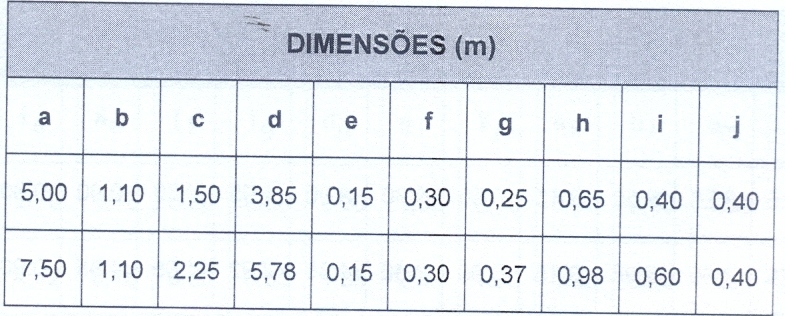 DIMENSÕES (m)
a b c d e f g h i j
5,00 1,10 1,50 3,85 0,15 0,30 0,25 0,65 0,40 0,40
7,50 1,10 2,25 5,78 0,15 0,30 0,37 0,98 0,60 0,40